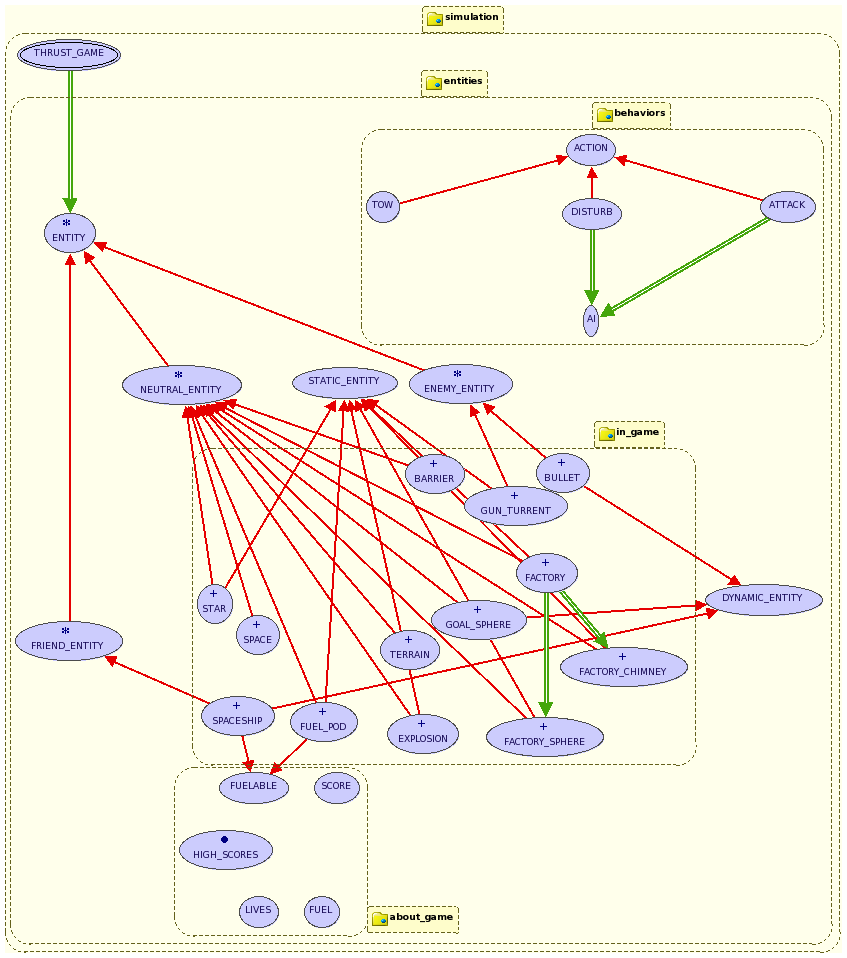 simulation
THRUST_GAME
entities
behaviors
ACTION
TOW
DISTURB
ATTACK
*
ENTITY
AI
*
NEUTRAL_ENTITY
STATIC_ENTITY
*
ENEMY_ENTITY
in_game
+
BARRIER
+
BULLET
+
GUN_TURRENT
+
FACTORY
+
STAR
DYNAMIC_ENTITY
+
GOAL_SPHERE
+
SPACE
*
FRIEND_ENTITY
+
TERRAIN
+
FACTORY_CHIMNEY
+
SPACESHIP
+
FUEL_POD
+
EXPLOSION
+
FACTORY_SPHERE
FUELABLE
SCORE
HIGH_SCORES
LIVES
FUEL
about_game